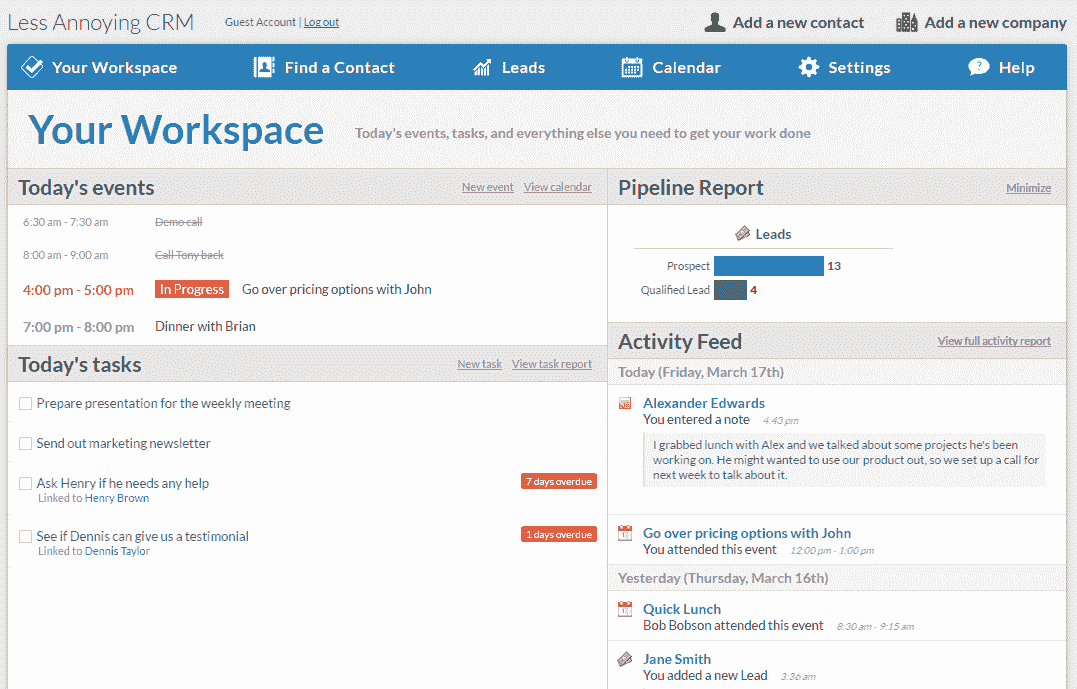 Less Annoying CRM
Guest Account | Log out
Add a new contact
Add a new company
Your Workspace
Find a Contact
Leads
Calendar
Settings
Help
Your Workspace
Today's events, tasks, and everything else you need to get your work done
Today's events
New event
View calendar
6:30 am - 7:30 am Demo call
8:00 am - 9:00 am Call Tony back
4:00 pm - 5:00 pm In Progress Go over pricing options with John
7:00 pm - 8:00 pm Dinner with Brian
Today's tasks
New task
View task report
Prepare presentation for the weekly meeting
Send out marketing newsletter
Ask Henry if he needs any help
7 days overdue
Linked to Henry Brown
See if Dennis can give us a testimonial
1 days overdue
Linked to Dennis Taylor
Pipeline Report
Minimize
Leads
Prospect 13
Qualified Lead 4
Activity Feed
View full activity report
Today (Friday, March 17th)
Alexander Edwards
You entered a note 4:43 pm
I grabbed lunch with Alex and we talked about some projects he's been
working on. He might wanted to use our product out, so we set up a call for
next week to talk about it.
Go over pricing options with John
You attended this event 12:00 pm - 1:00 pm
Yesterday (Thursday, March 16th)
Quick Lunch
Bob Bobson attended this event 8:30 am - 9:15 am
Jane Smith
You added a new Lead 3:36 am